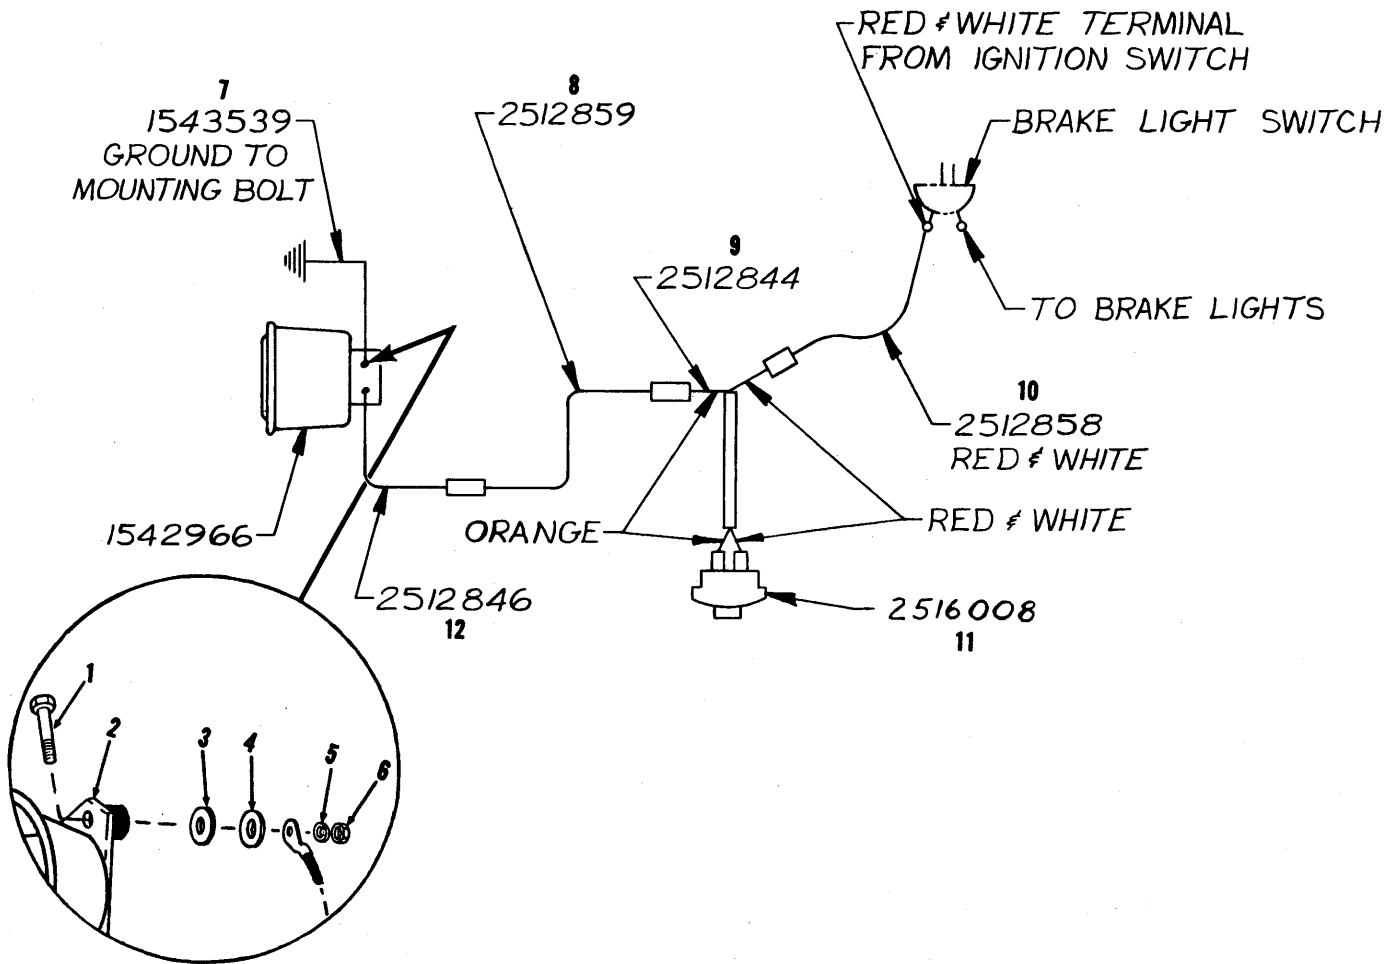 RED & WHITE TERMINAL
FROM IGNITION SWITCH
7
1543539
GROUND TO
MOUNTING BOLT
8
2512859
BRAKE LIGHT SWITCH
9
2512844
TO BRAKE LIGHTS
10
2512858
RED & WHITE
1542966
ORANGE
RED & WHITE
2512846
12
2516008
11
1
2
3
4
5
6